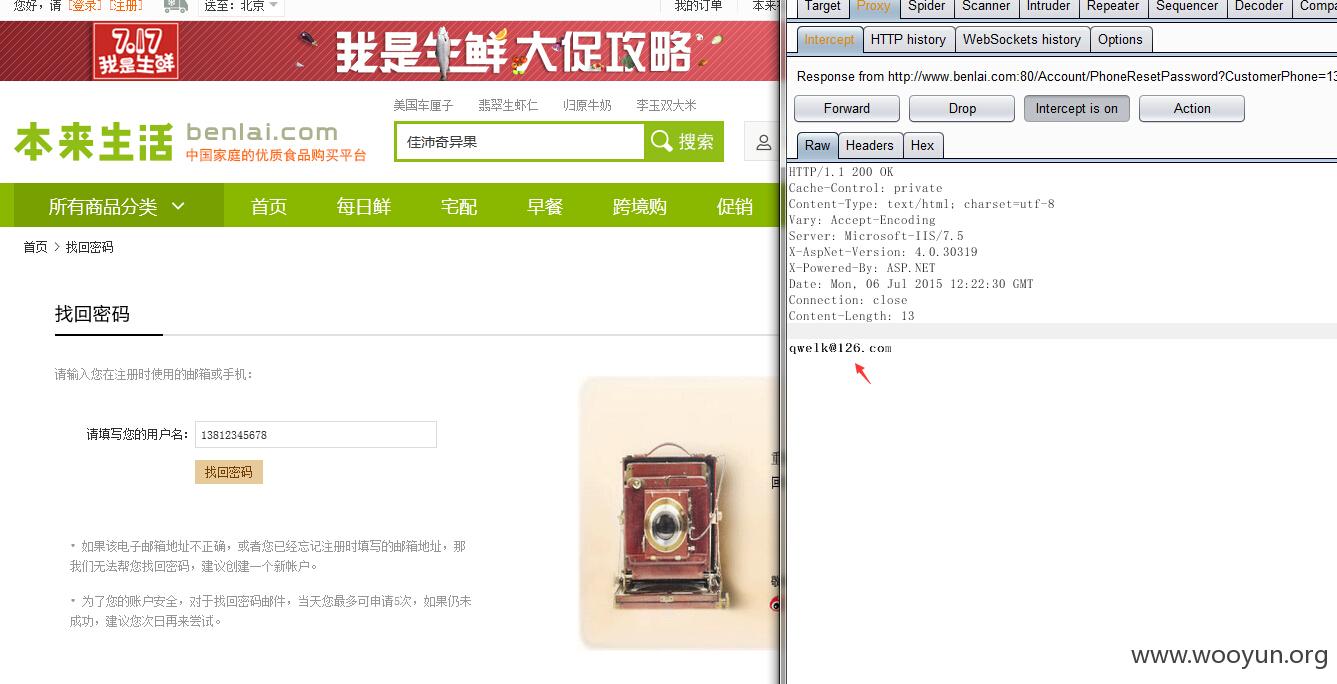 您好，请 [登录] [注册]
送至：北京
我的订单
本来
7.17
我是生鲜
我是生鲜 大促攻略
美国车厘子 翡翠生虾仁 归原牛奶 李玉双大米
本来生活 benlai.com
中国家庭的优质食品购买平台
佳沛奇异果
搜索
所有商品分类 首页 每日鲜 宅配 早餐 跨境购 促销
首页 > 找回密码
找回密码
请输入您在注册时使用的邮箱或手机：
请填写您的用户名： 13812345678
找回密码
· 如果该电子邮箱地址不正确，或者您已经忘记注册时填写的邮箱地址，那
我们无法帮您找回密码，建议创建一个新帐户。
· 为了您的账户安全，对于找回密码邮件，当天您最多可申请5次，如果仍未
成功，建议您次日再来尝试。
回
Target Proxy Spider Scanner Intruder Repeater Sequencer Decoder Compa
Intercept HTTP history WebSockets history Options
Response from http://www.benlai.com:80/Account/PhoneResetPassword?CustomerPhone=13
Forward Drop Intercept is on Action
Raw Headers Hex
HTTP/1.1 200 OK
Cache-Control: private
Content-Type: text/html; charset=utf-8
Vary: Accept-Encoding
Server: Microsoft-IIS/7.5
X-AspNet-Version: 4.0.30319
X-Powered-By: ASP.NET
Date: Mon, 06 Jul 2015 12:22:30 GMT
Connection: close
Content-Length: 13
qwelk@126.com
www.wooyun.org